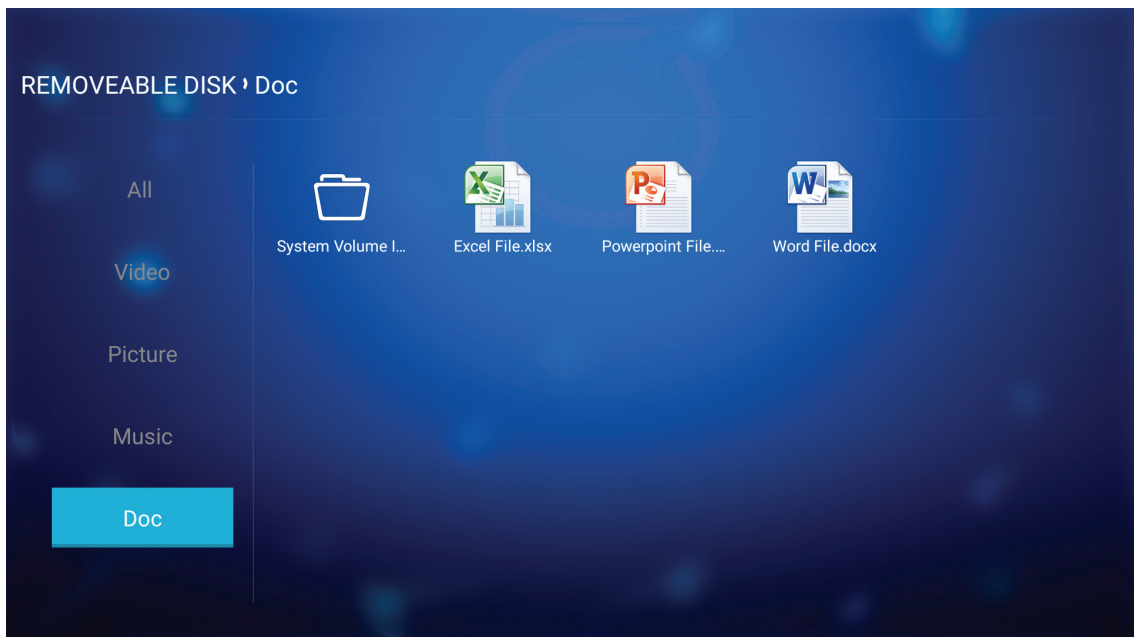 REMOVEABLE DISK › Doc
All
Video
Picture
Music
Doc
System Volume I...
Excel File.xlsx
Powerpoint File....
Word File.docx